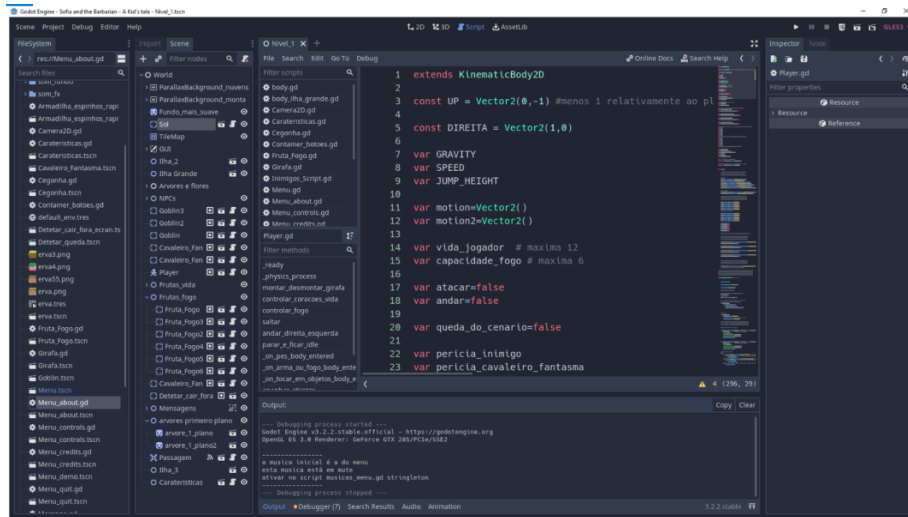 Godot Engine - Sofia and the Barbarian - A Kid's tale - Nivel_1.tscn
Scene Project Debug Editor Help
2D 3D Script AssetLib
GLES3
FileSystem
res://Menu_about.gd
Search files
som_fundo
som_fx
Armadilha_espinhos_rapi
Armadilha_espinhos_rapi
Camera2D.gd
Carateristicas.gd
Carateristicas.tscn
Cavaleiro_Fantasma.tscn
Cegonha.gd
Cegonha.tscn
Container_botoes.gd
default_env.tres
Detetar_cair_fora_ecran.ts
Detetar_queda.tscn
erva3.png
erva4.png
erva55.png
erva.png
erva.tres
erva.tscn
Fruta_Fogo.gd
Fruta_Fogo.tscn
Girafa.gd
Girafa.tscn
Goblin.tscn
Menu.tscn
Menu_about.gd
Menu_about.tscn
Menu_controls.gd
Menu_controls.tscn
Menu_credits.gd
Menu_credits.tscn
Menu_demo.tscn
Menu_quit.gd
Menu_quit.tscn
Import Scene
Filter nodes
World
ParallaxBackground_nuvens
ParallaxBackground_monta
Fundo_mais_suave
Sol
TileMap
GUI
Ilha_2
Ilha Grande
Arvores e flores
NPCs
Goblin3
Goblin2
Goblin
Cavaleiro_Fan
Cavaleiro_Fan
Player
Frutas_vida
Frutas_fogo
Fruta_Fogo
Fruta_Fogo3
Fruta_Fogo2
Fruta_Fogo4
Fruta_Fogo5
Fruta_Fogo6
Cavaleiro_Fan
Detetar_cair_fora
Mensagens
arvores primeiro plano
arvore_1_plano
arvore_1_plano2
Passagem
Ilha_3
Carateristicas
Nivel_1
File Search Edit Go To Debug
Online Docs Search Help
Filter scripts
body.gd
body_ilha_grande.gd
Camera2D.gd
Carateristicas.gd
Cegonha.gd
Container_botoes.gd
Fruta_Fogo.gd
Girafa.gd
Inimigos_Script.gd
Menu.gd
Menu_about.gd
Menu_controls.gd
Menu_credits.gd
Player.gd
Filter methods
_ready
_physics_process
montar_desmontar_girafa
controlar_coracoes_vida
controlar_fogo
saltar
andar_direita_esquerda
parar_e_ficar_idle
_on_pes_body_entered
_on_arma_ou_fogo_body_ente
_on_tocar_em_objetos_body_e
1 extends KinematicBody2D
2
3 const UP = Vector2(0,-1) #menos 1 relativamente ao pl
4
5 const DIREITA = Vector2(1,0)
6
7 var GRAVITY
8 var SPEED
9 var JUMP_HEIGHT
10
11 var motion=Vector2()
12 var motion2=Vector2()
13
14 var vida_jogador # maxima 12
15 var capacidade_fogo # maxima 6
16
17 var atacar=false
18 var andar=false
19
20 var queda_do_cenario=false
21
22 var pericia_inimigo
23 var pericia_cavaleiro_fantasma
4 (296, 29)
Output:
Copy Clear
--- Debugging process started ---
Godot Engine v3.2.2.stable.official - https://godotengine.org
OpenGL ES 3.0 Renderer: GeForce GTX 285/PCIe/SSE2
----------------
a musica inicial é a do menu
esta musica está em mute
ativar no script musicas_menu.gd stringleton
----------------
--- Debugging process stopped ---
Output Debugger (7) Search Results Audio Animation
3.2.2.stable
Inspector Node
Player.gd
Filter properties
Resource
Resource
Reference